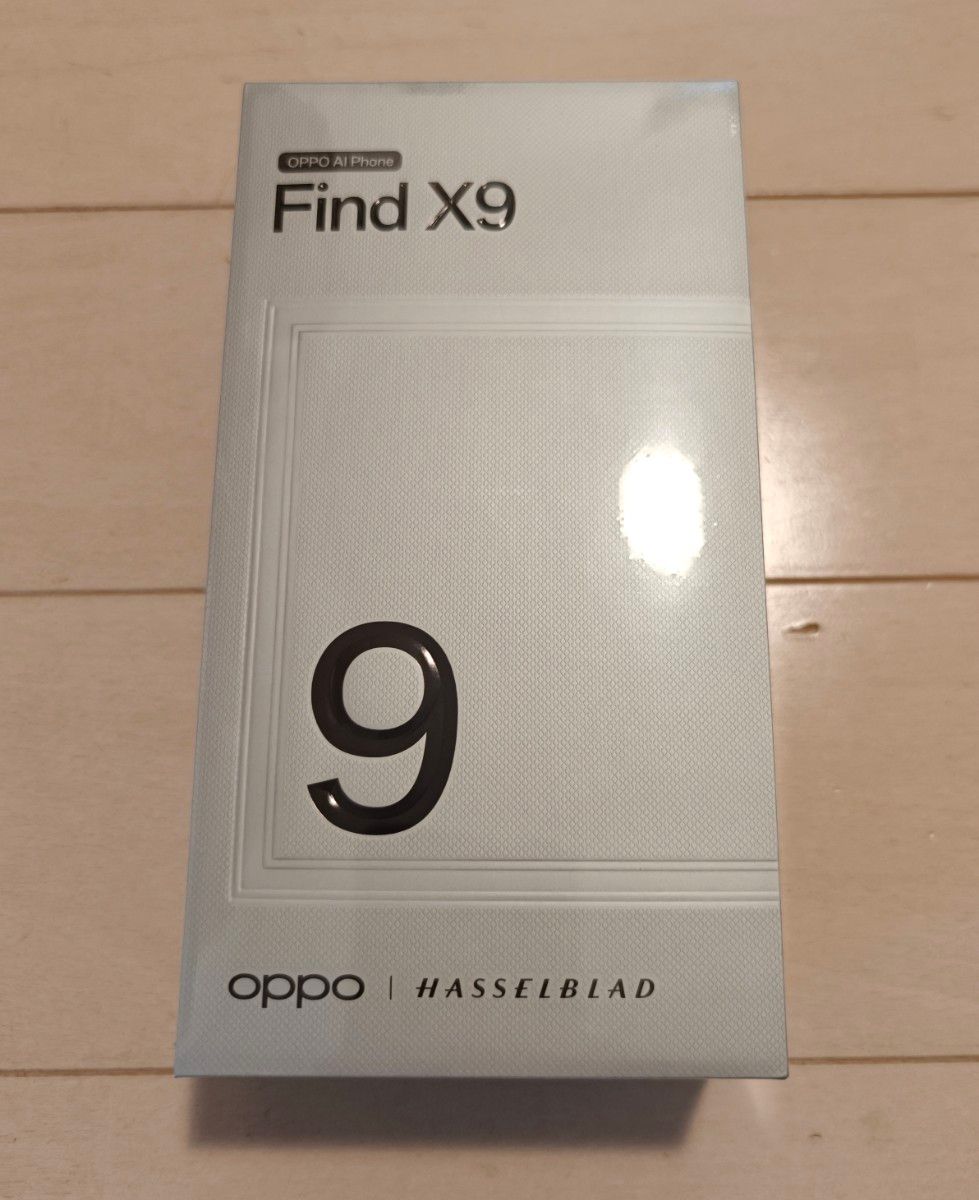 OPPO AI Phone
Find X9
9
oppo | HASSELBLAD